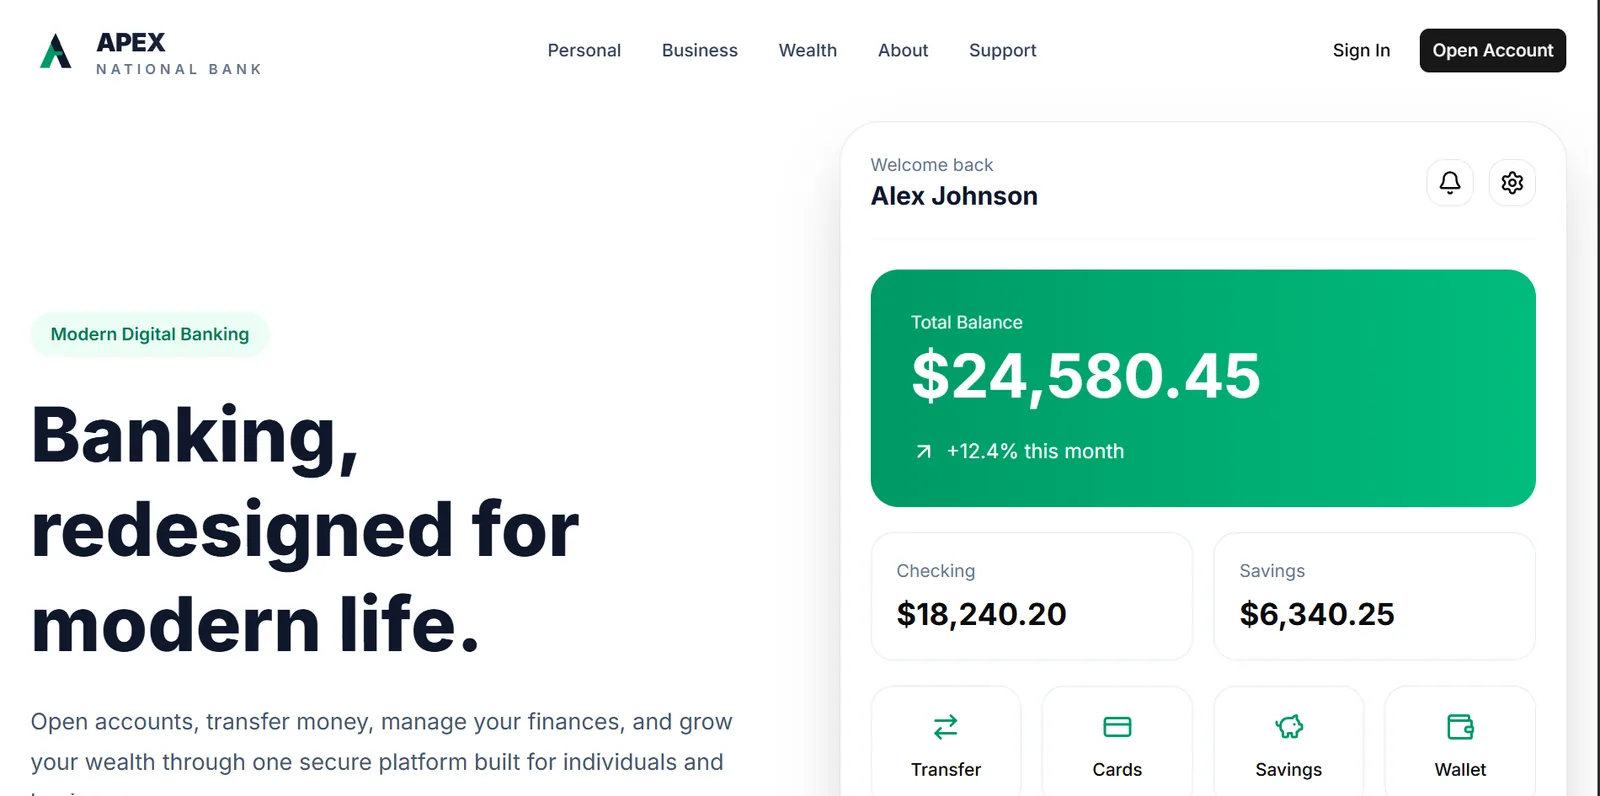 APEX
NATIONAL BANK
Personal
Business
Wealth
About
Support
Sign In
Open Account
Modern Digital Banking
Banking,
redesigned for
modern life.
Open accounts, transfer money, manage your finances, and grow
your wealth through one secure platform built for individuals and
Welcome back
Alex Johnson
Total Balance
$24,580.45
+12.4% this month
Checking
$18,240.20
Savings
$6,340.25
Transfer
Cards
Savings
Wallet